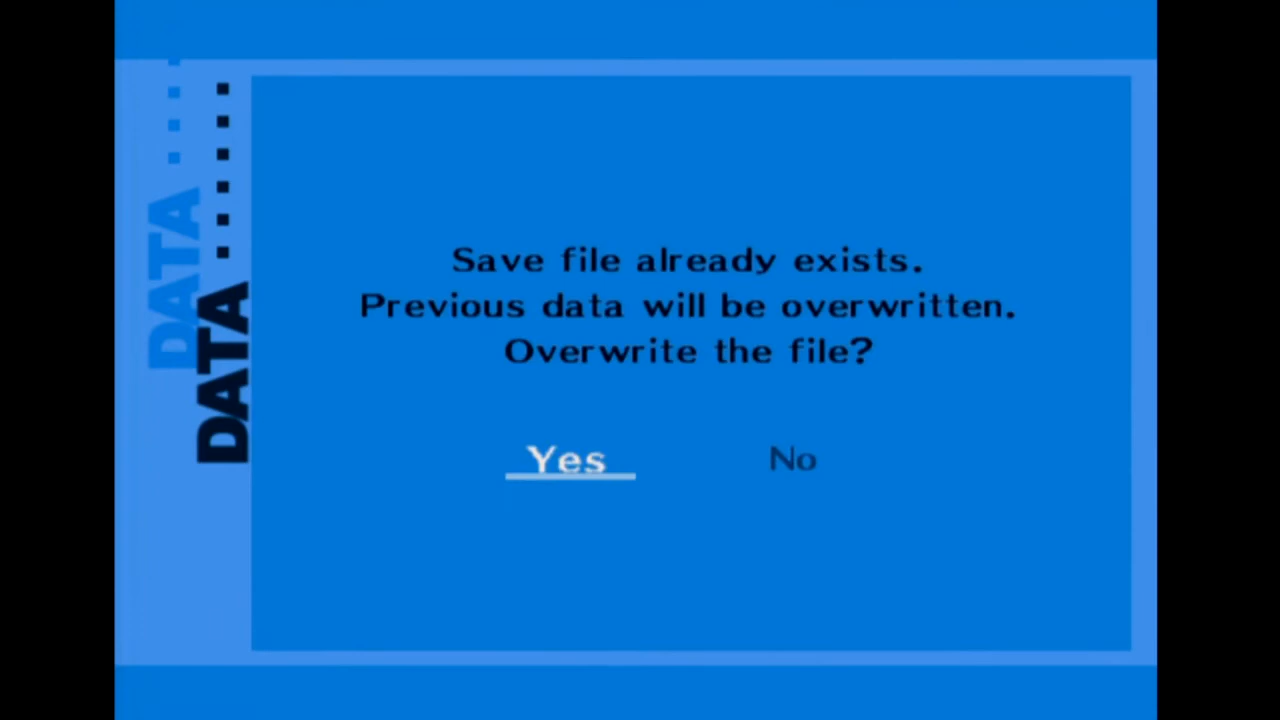 DATA ......
DATA ....
Save file already exists.
Previous data will be overwritten.
Overwrite the file?
Yes No